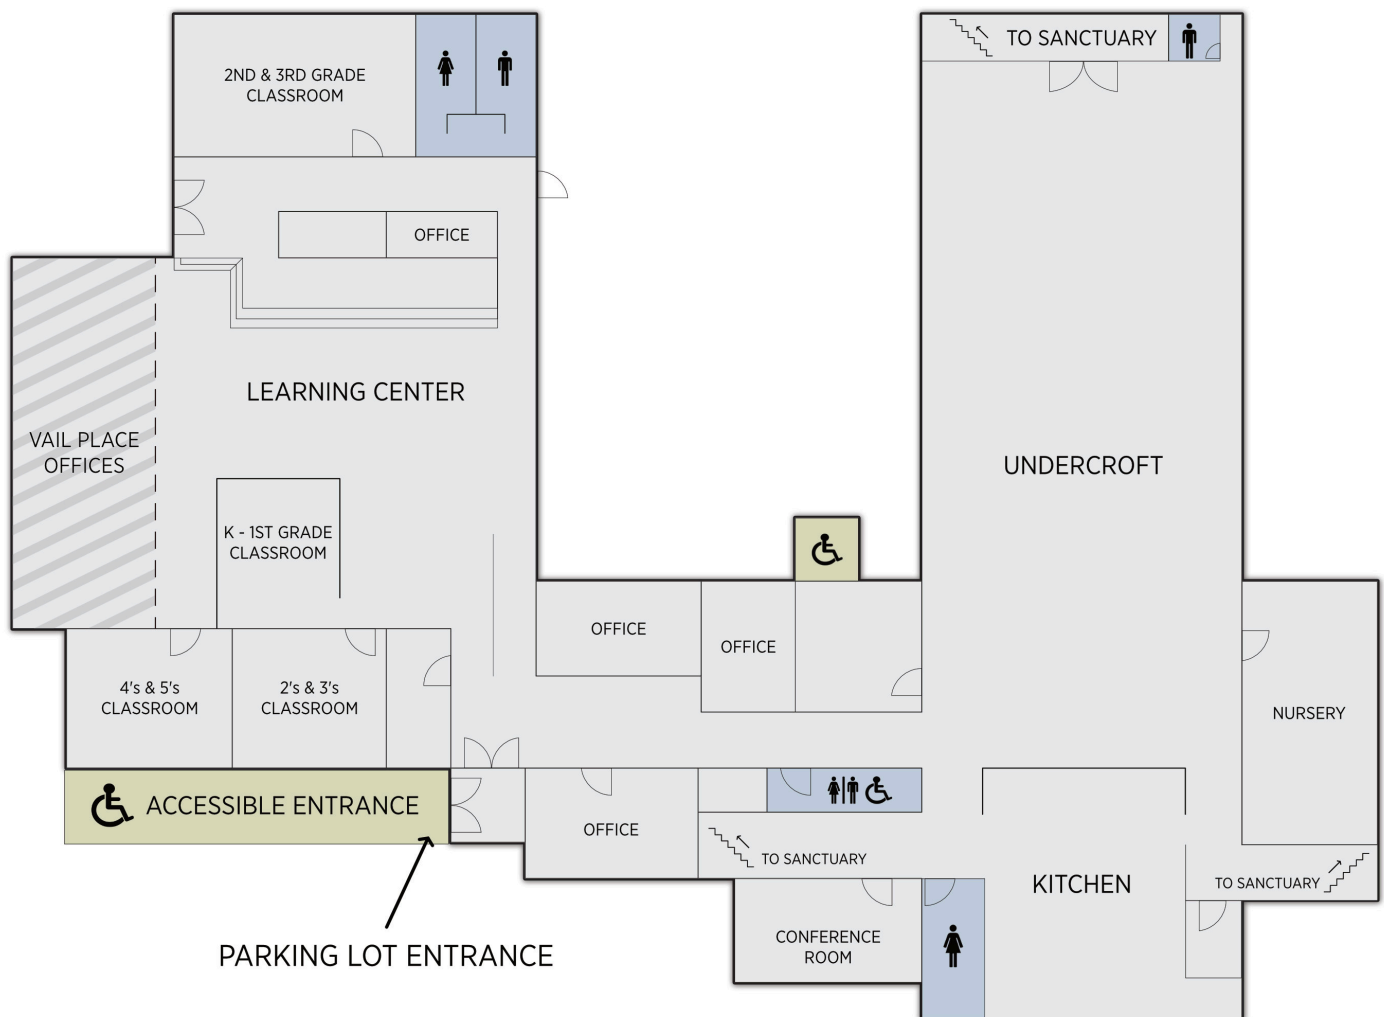 TO SANCTUARY
2ND & 3RD GRADE
CLASSROOM
OFFICE
LEARNING CENTER
VAIL PLACE
OFFICES
UNDERCROFT
K - 1ST GRADE
CLASSROOM
OFFICE
OFFICE
4's & 5's
CLASSROOM
2's & 3's
CLASSROOM
NURSERY
ACCESSIBLE ENTRANCE
OFFICE
TO SANCTUARY
KITCHEN
TO SANCTUARY
CONFERENCE
ROOM
PARKING LOT ENTRANCE